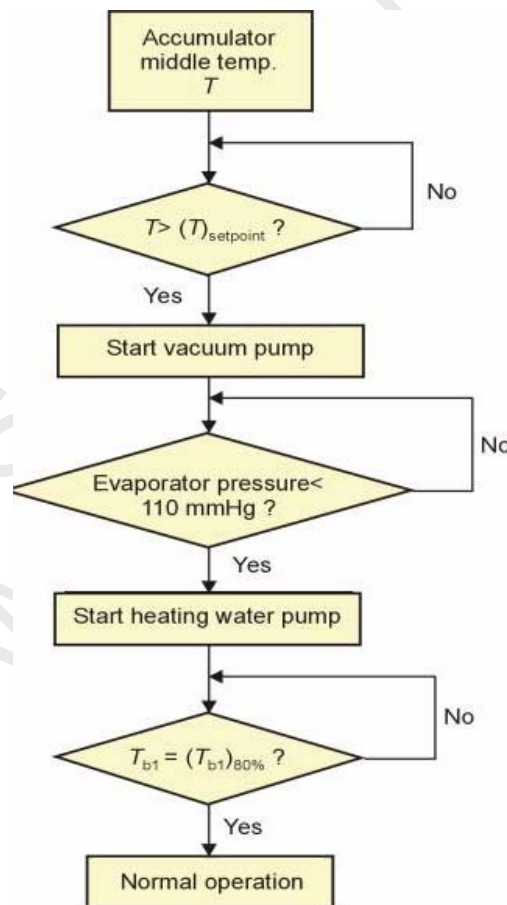 Accumulator
middle temp.
T
No
T> (T)setpoint ?
Yes
Start vacuum pump
No
Evaporator pressure<
110 mmHg ?
Yes
Start heating water pump
No
Tb1 = (Tb1)80% ?
Yes
Normal operation